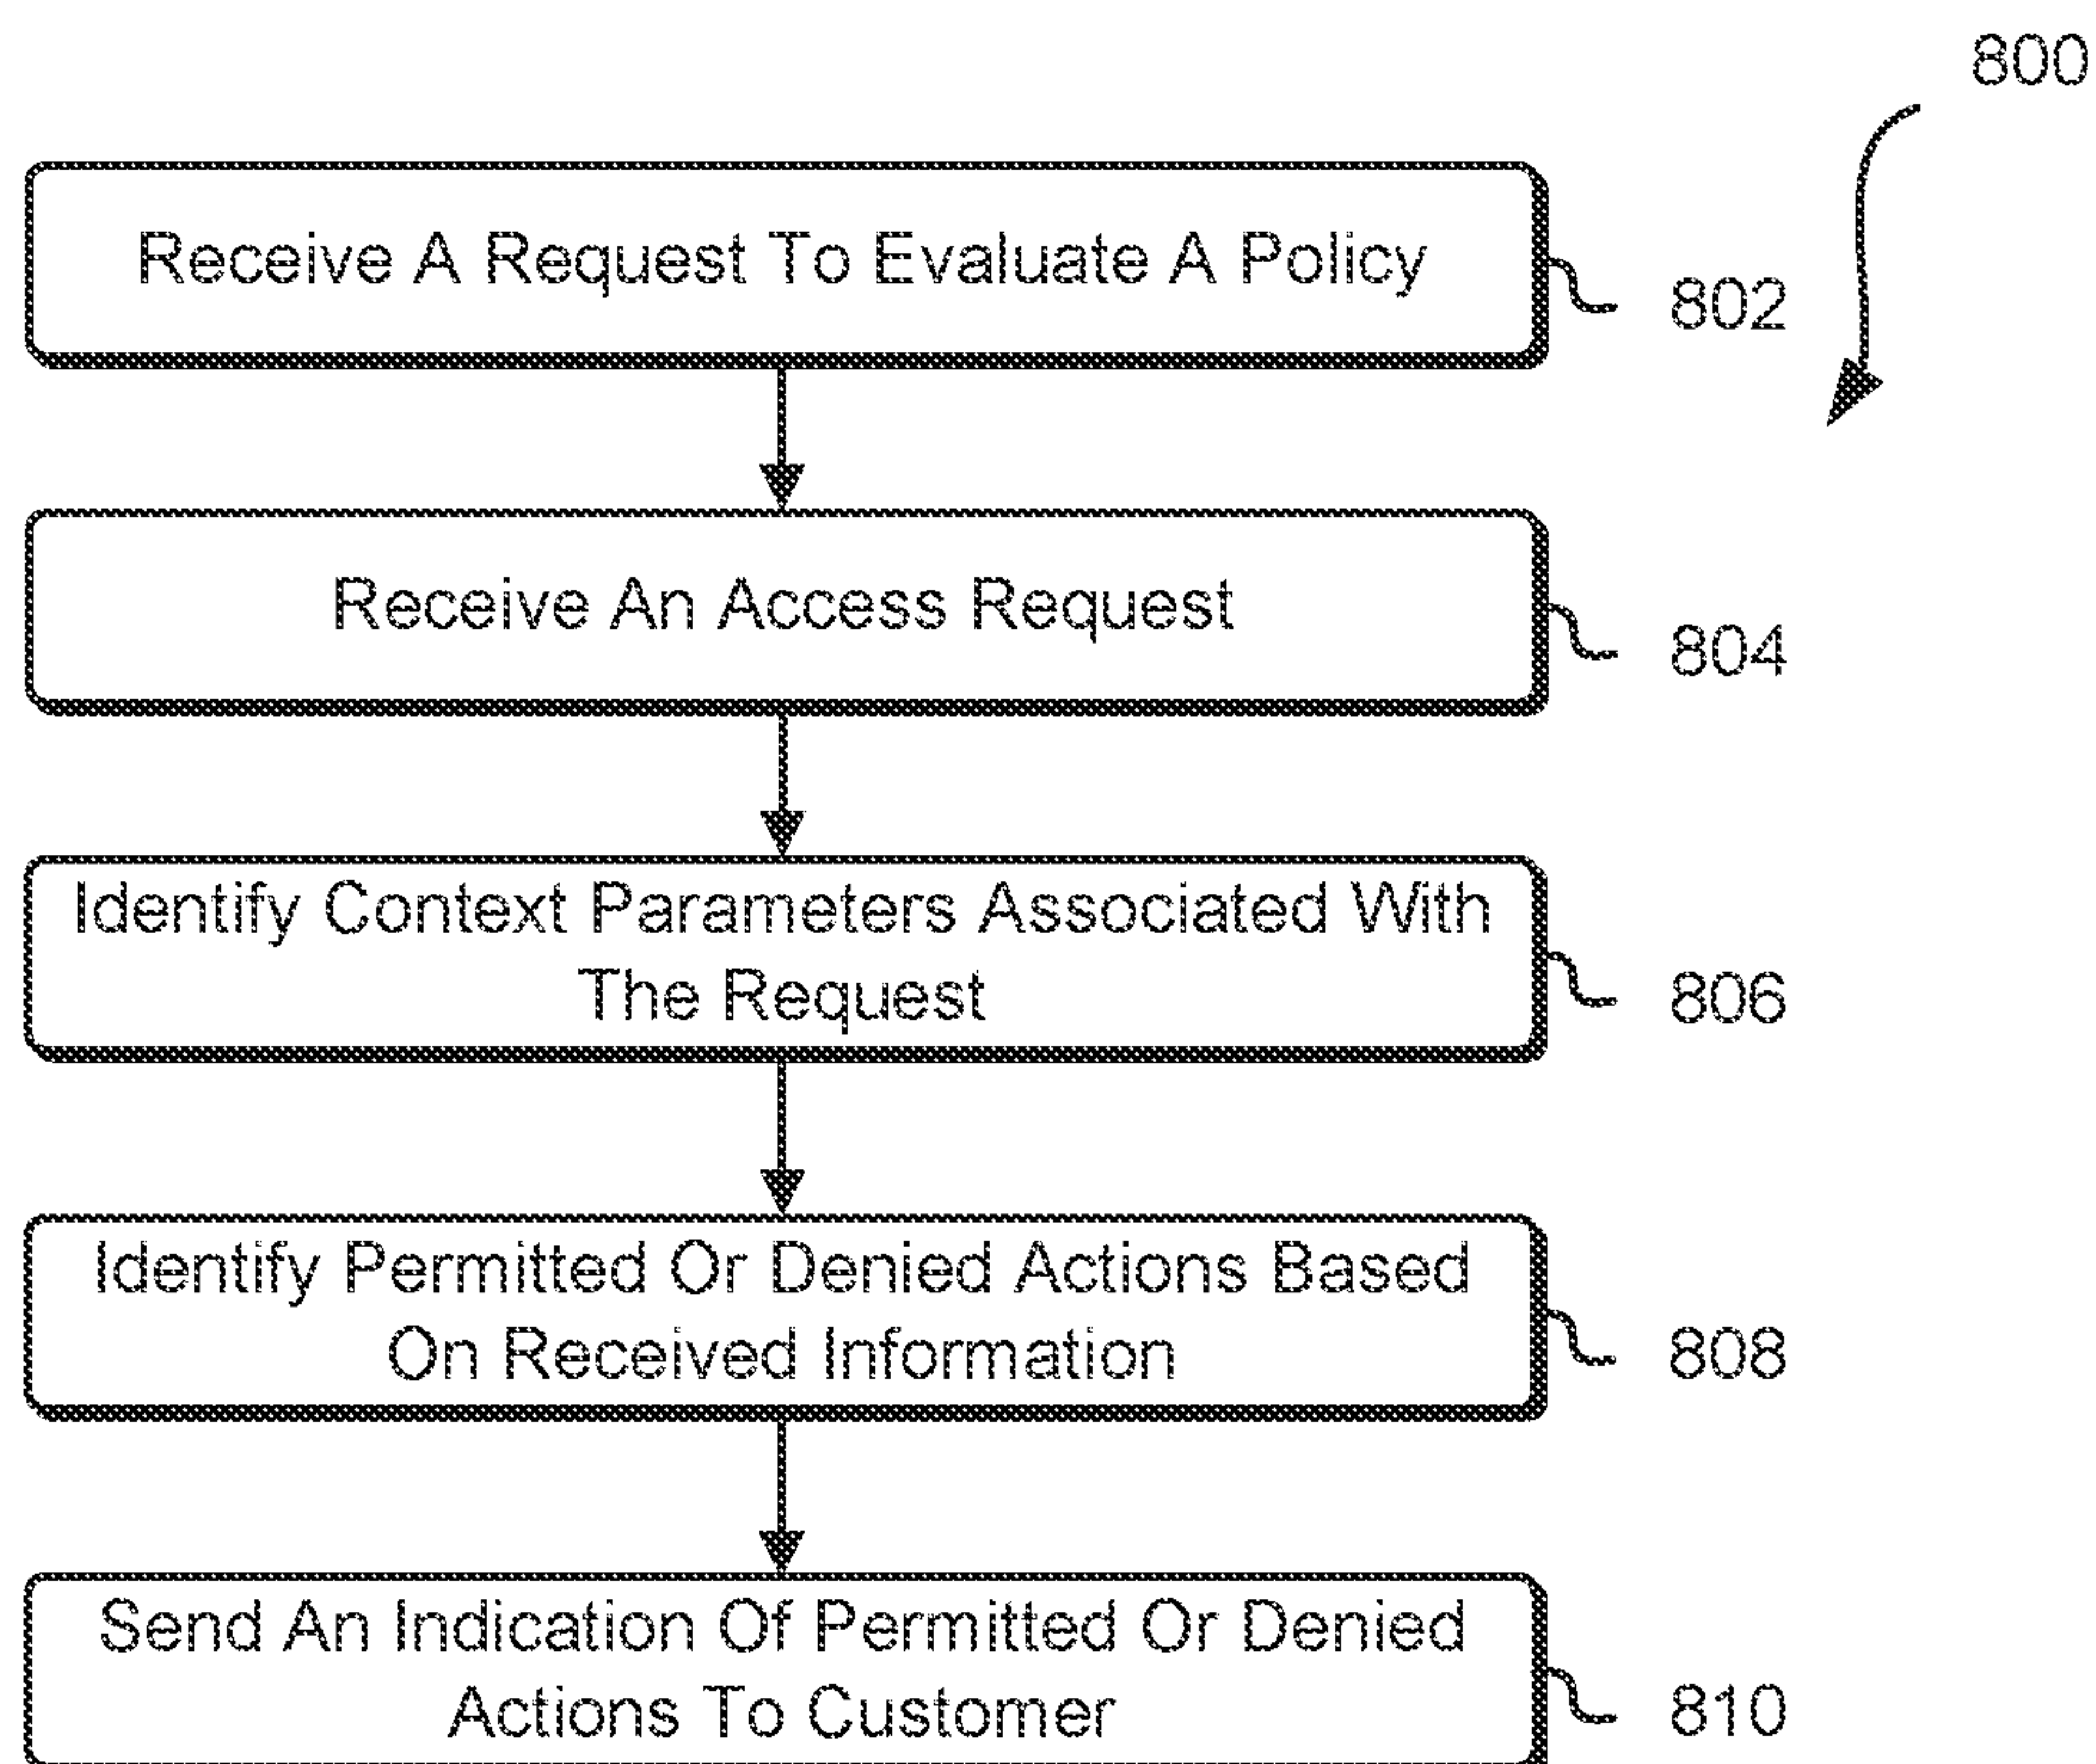 800
Receive A Request To Evaluate A Policy
802
Receive An Access Request
804
Identify Context Parameters Associated With
The Request
806
Identify Permitted Or Denied Actions Based
On Received Information
808
Send An Indication Of Permitted Or Denied
Actions To Customer
810